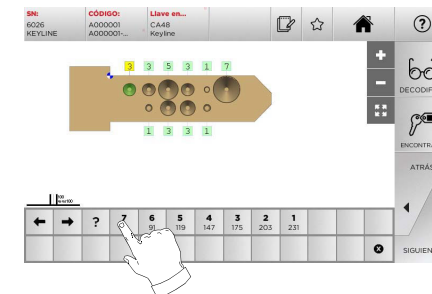 SN: CÓDIGO: Llave en...
6026 A000001 CA48
KEYLINE A000001-... Keyline
?
3 3 5 3 1 7
1 3 3 1
+
-
ENCONTRA
ATRÁS
? 7 6 5 4 3 2 1
91 119 147 175 203 231
SIGUIEN